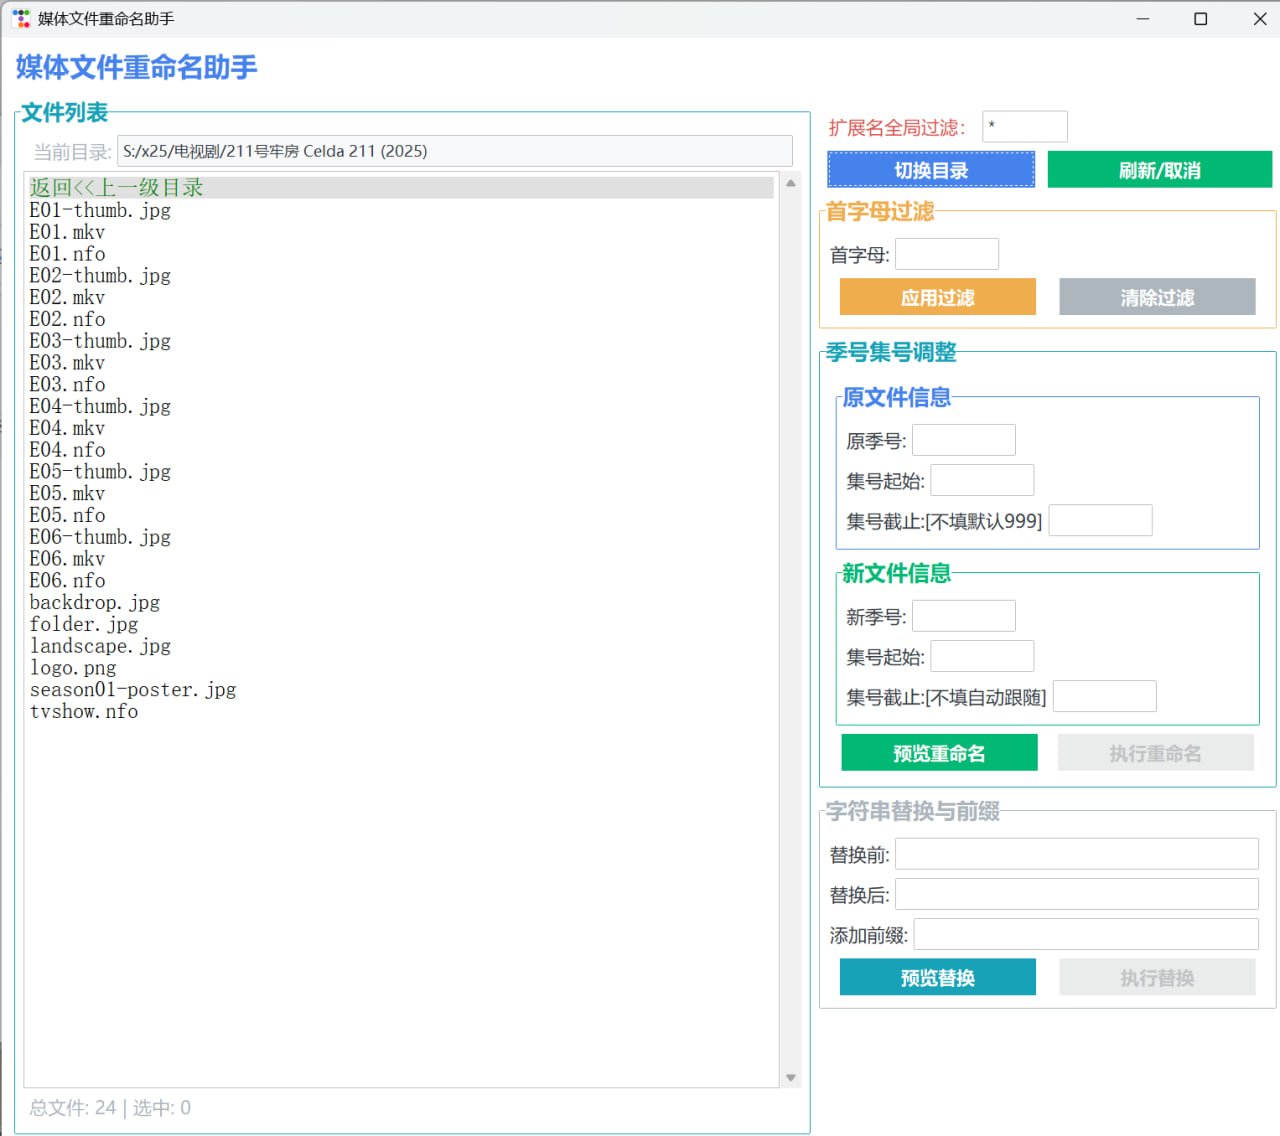 媒体文件重命名助手
媒体文件重命名助手
文件列表
当前目录: S:/x25/电视剧/211号牢房 Celda 211 (2025)
返回<<上一级目录
E01-thumb.jpg
E01.mkv
E01.nfo
E02-thumb.jpg
E02.mkv
E02.nfo
E03-thumb.jpg
E03.mkv
E03.nfo
E04-thumb.jpg
E04.mkv
E04.nfo
E05-thumb.jpg
E05.mkv
E05.nfo
E06-thumb.jpg
E06.mkv
E06.nfo
backdrop.jpg
folder.jpg
landscape.jpg
logo.png
season01-poster.jpg
tvshow.nfo
总文件: 24 | 选中: 0
扩展名全局过滤: *
切换目录 刷新/取消
首字母过滤
首字母:
应用过滤 清除过滤
季号集号调整
原文件信息
原季号:
集号起始:
集号截止:[不填默认999]
新文件信息
新季号:
集号起始:
集号截止:[不填自动跟随]
预览重命名 执行重命名
字符串替换与前缀
替换前:
替换后:
添加前缀:
预览替换 执行替换